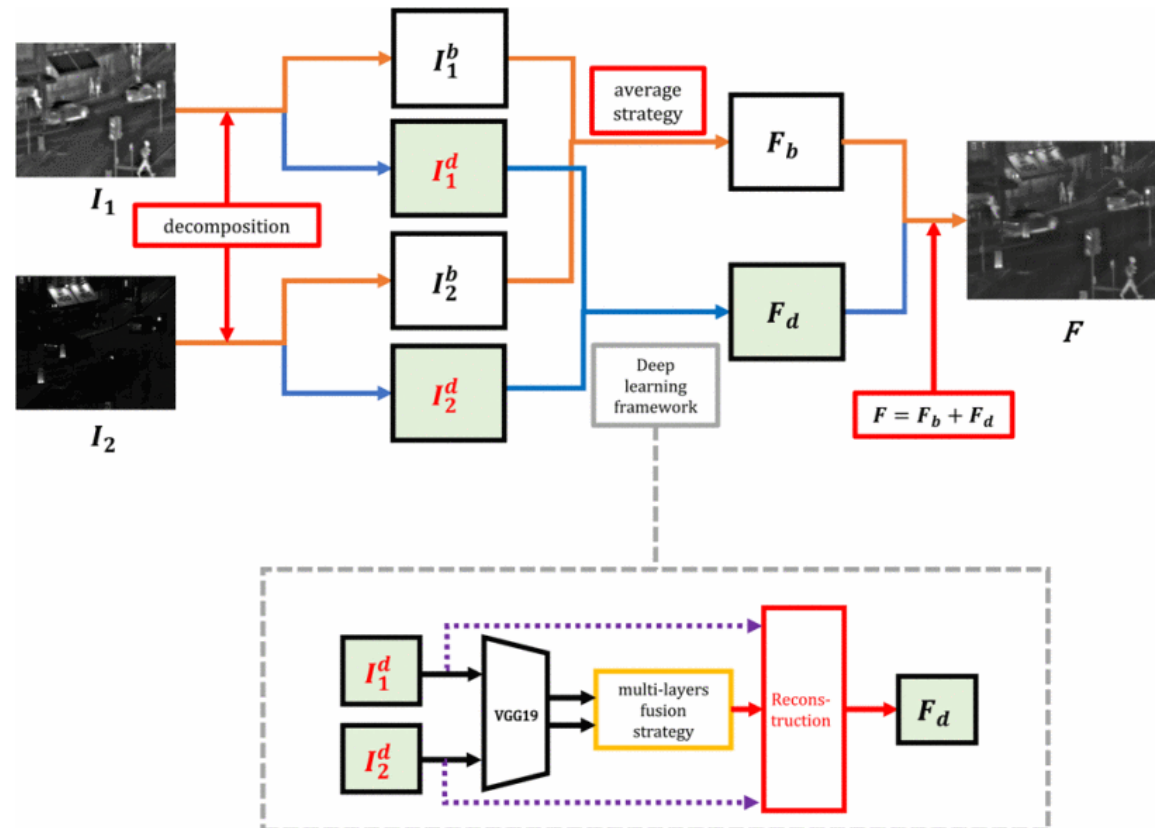 I_1^b
average
strategy
I_1
I_1^d
F_b
decomposition
I_2^b
F_d
F
I_2
I_2^d
Deep
learning
framework
F = F_b + F_d
I_1^d
VGG19
multi-layers
fusion
strategy
Recons-
truction
F_d
I_2^d